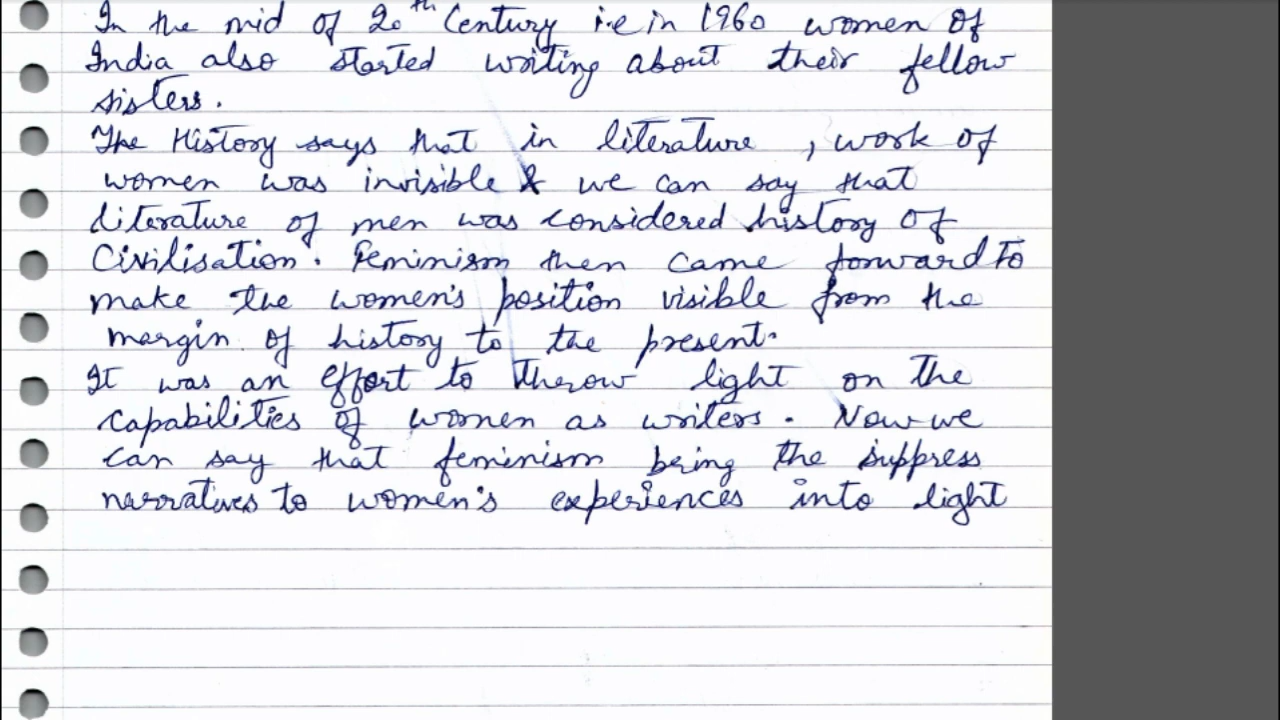 In the mid of 20th Century i.e in 1960 women of
India also started writing about their fellow
sisters.
The History says that in literature , work of
women was invisible & we can say that
literature of men was considered history of
Civilisation. Feminism then came forward to
make the women's position visible from the
margin of history to the present.
It was an effort to throw light on the
capabilities of women as writers. Now we
can say that feminism being the suppress
narratives to women's experiences into light